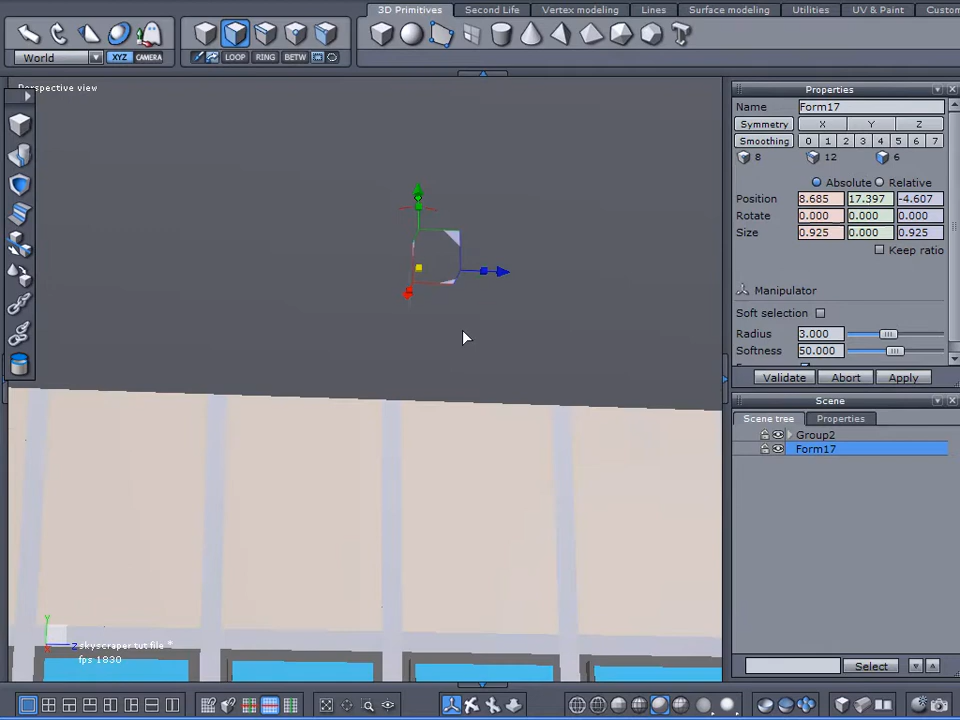 3D Primitives Second Life Vertex modeling Lines Surface modeling Utilities UV & Paint Custom
World XYZ CAMERA LOOP RING BETW
Perspective view
Properties
Name Form17
Symmetry X Y Z
Smoothing 0 1 2 3 4 5 6 7
8 12 6
Absolute Relative
Position 8.685 17.397 -4.607
Rotate 0.000 0.000 0.000
Size 0.925 0.000 0.925
Keep ratio
Manipulator
Soft selection
Radius 3.000
Softness 50.000
Validate Abort Apply
Scene
Scene tree Properties
Group2
Form17
Y
Z
X
skyscraper tut file *
fps 1830
Select